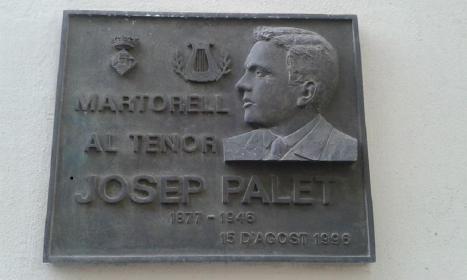 MARTORELL
AL TENOR
JOSEP PALET
1877 - 1946
15 D'AGOST 1996